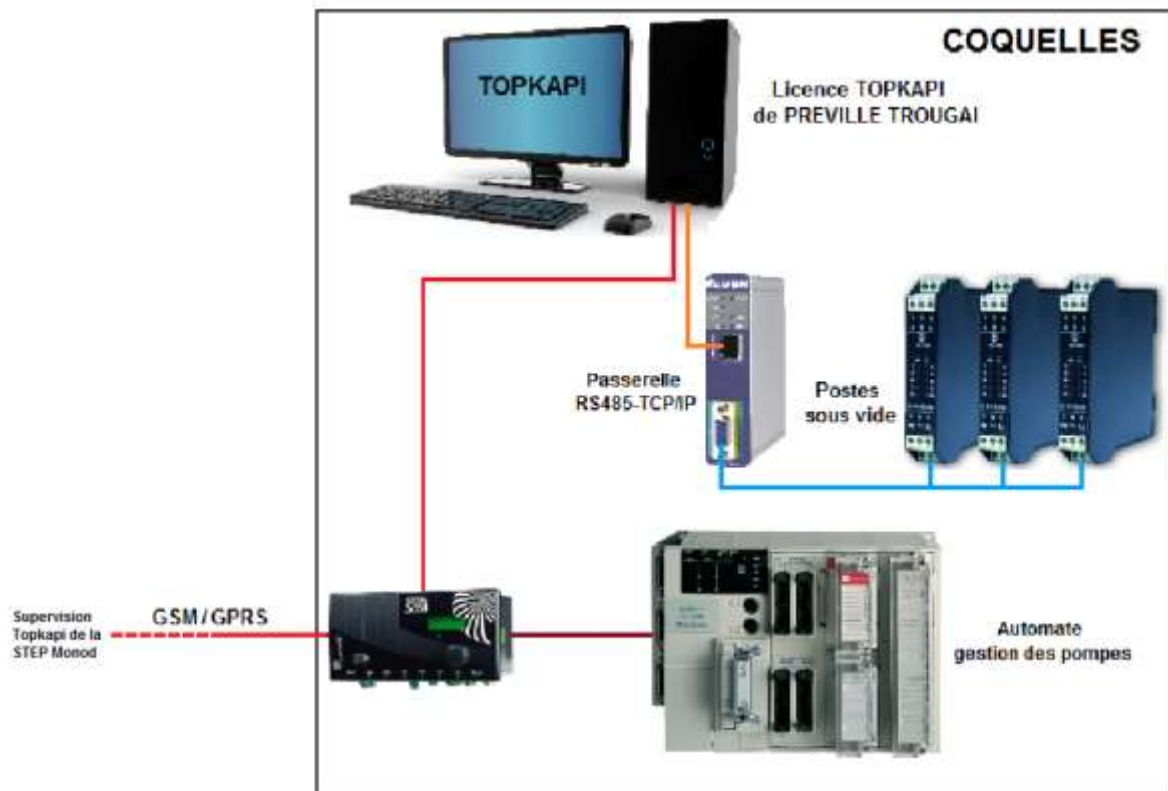 COQUELLES
TOPKAPI
Licence TOPKAPI
de PREVILLE TROUGAI
Passerelle
RS485-TCP/IP
Postes
sous vide
Supervision
Topkapi de la
STEP Monod
GSM / GPRS
Automate
gestion des pompes